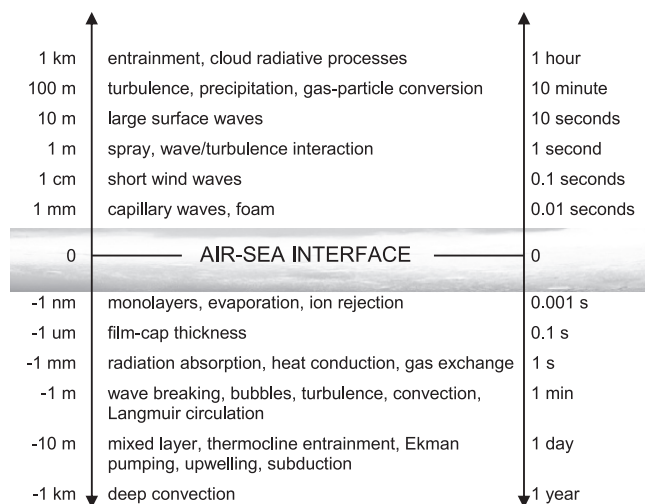 1 km entrainment, cloud radiative processes 1 hour
100 m turbulence, precipitation, gas-particle conversion 10 minute
10 m large surface waves 10 seconds
1 m spray, wave/turbulence interaction 1 second
1 cm short wind waves 0.1 seconds
1 mm capillary waves, foam 0.01 seconds
0 AIR-SEA INTERFACE 0
-1 nm monolayers, evaporation, ion rejection 0.001 s
-1 um film-cap thickness 0.1 s
-1 mm radiation absorption, heat conduction, gas exchange 1 s
-1 m wave breaking, bubbles, turbulence, convection, 1 min
Langmuir circulation
-10 m mixed layer, thermocline entrainment, Ekman 1 day
pumping, upwelling, subduction
-1 km deep convection 1 year